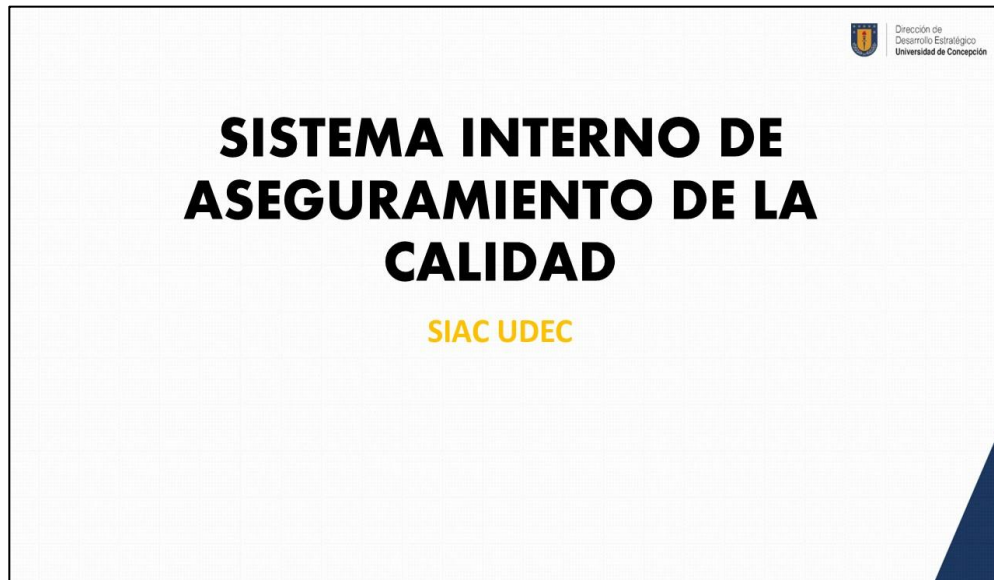 Dirección de
Desarrollo Estratégico
Universidad de Concepción
SISTEMA INTERNO DE
ASEGURAMIENTO DE LA
CALIDAD
SIAC UDEC